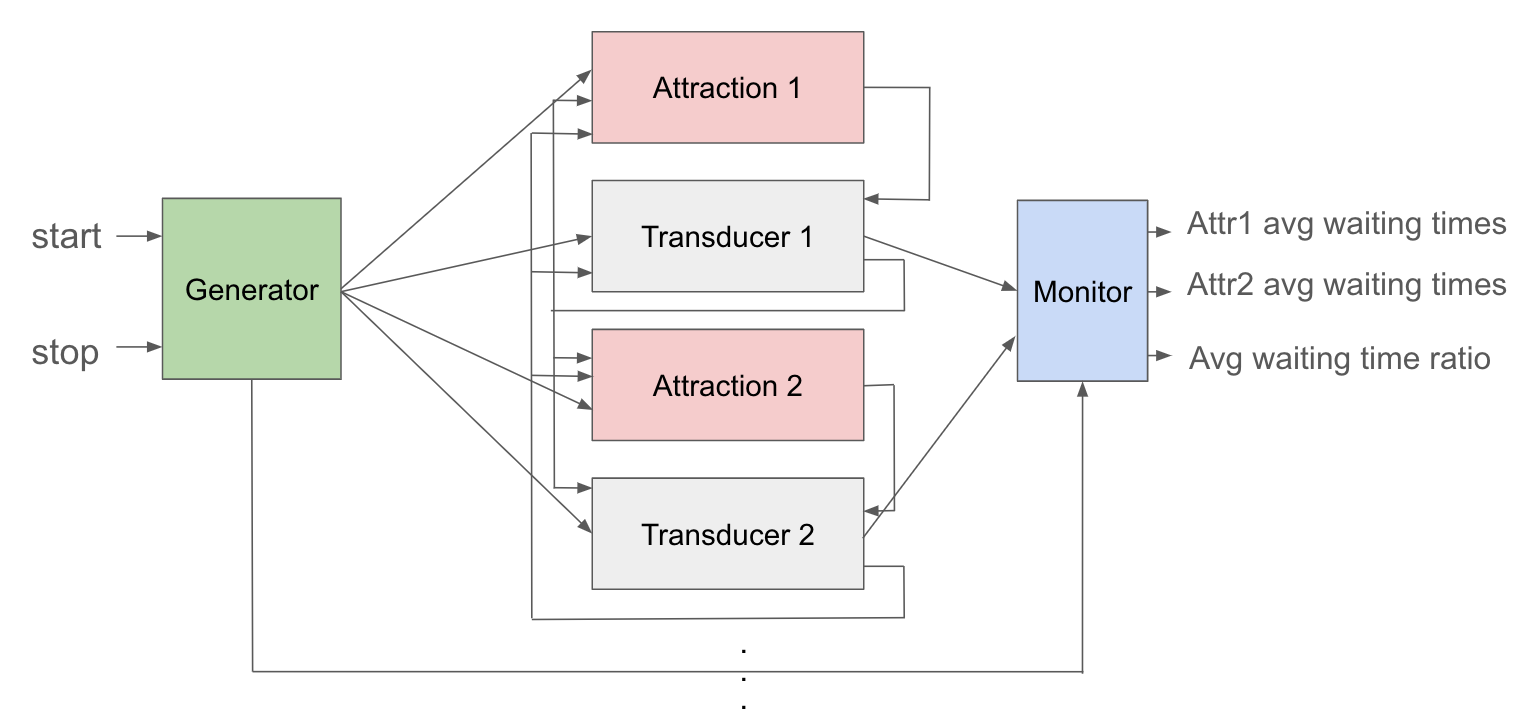 Attraction 1
start
Generator
stop
Transducer 1
Attraction 2
Transducer 2
Monitor
Attr1 avg waiting times
Attr2 avg waiting times
Avg waiting time ratio
.
.
.